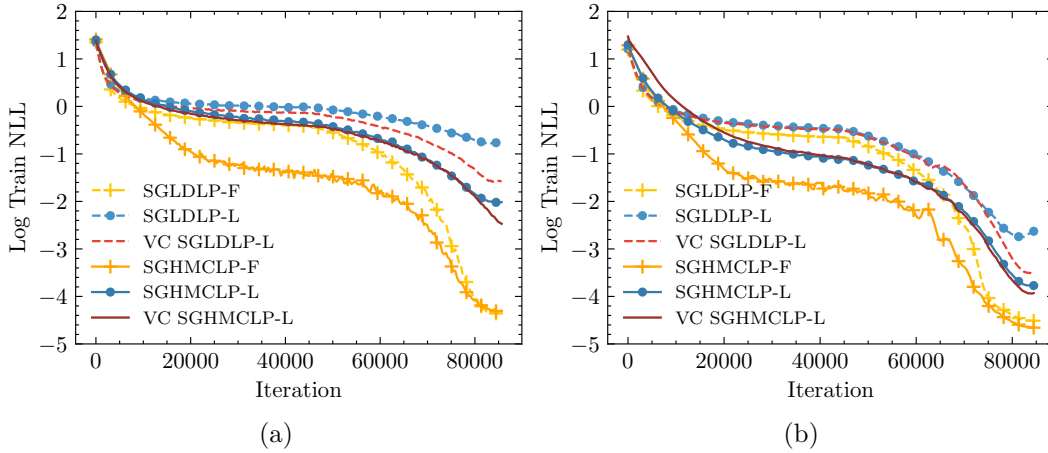 2
1
0
−1
−2
−3
−4
−5
Log Train NLL
SGLDLP-F
SGLDLP-L
VC SGLDLP-L
SGHMCLP-F
SGHMCLP-L
VC SGHMCLP-L
0 20000 40000 60000 80000
Iteration
(a)
2
1
0
−1
−2
−3
−4
−5
Log Train NLL
SGLDLP-F
SGLDLP-L
VC SGLDLP-L
SGHMCLP-F
SGHMCLP-L
VC SGHMCLP-L
0 20000 40000 60000 80000
Iteration
(b)